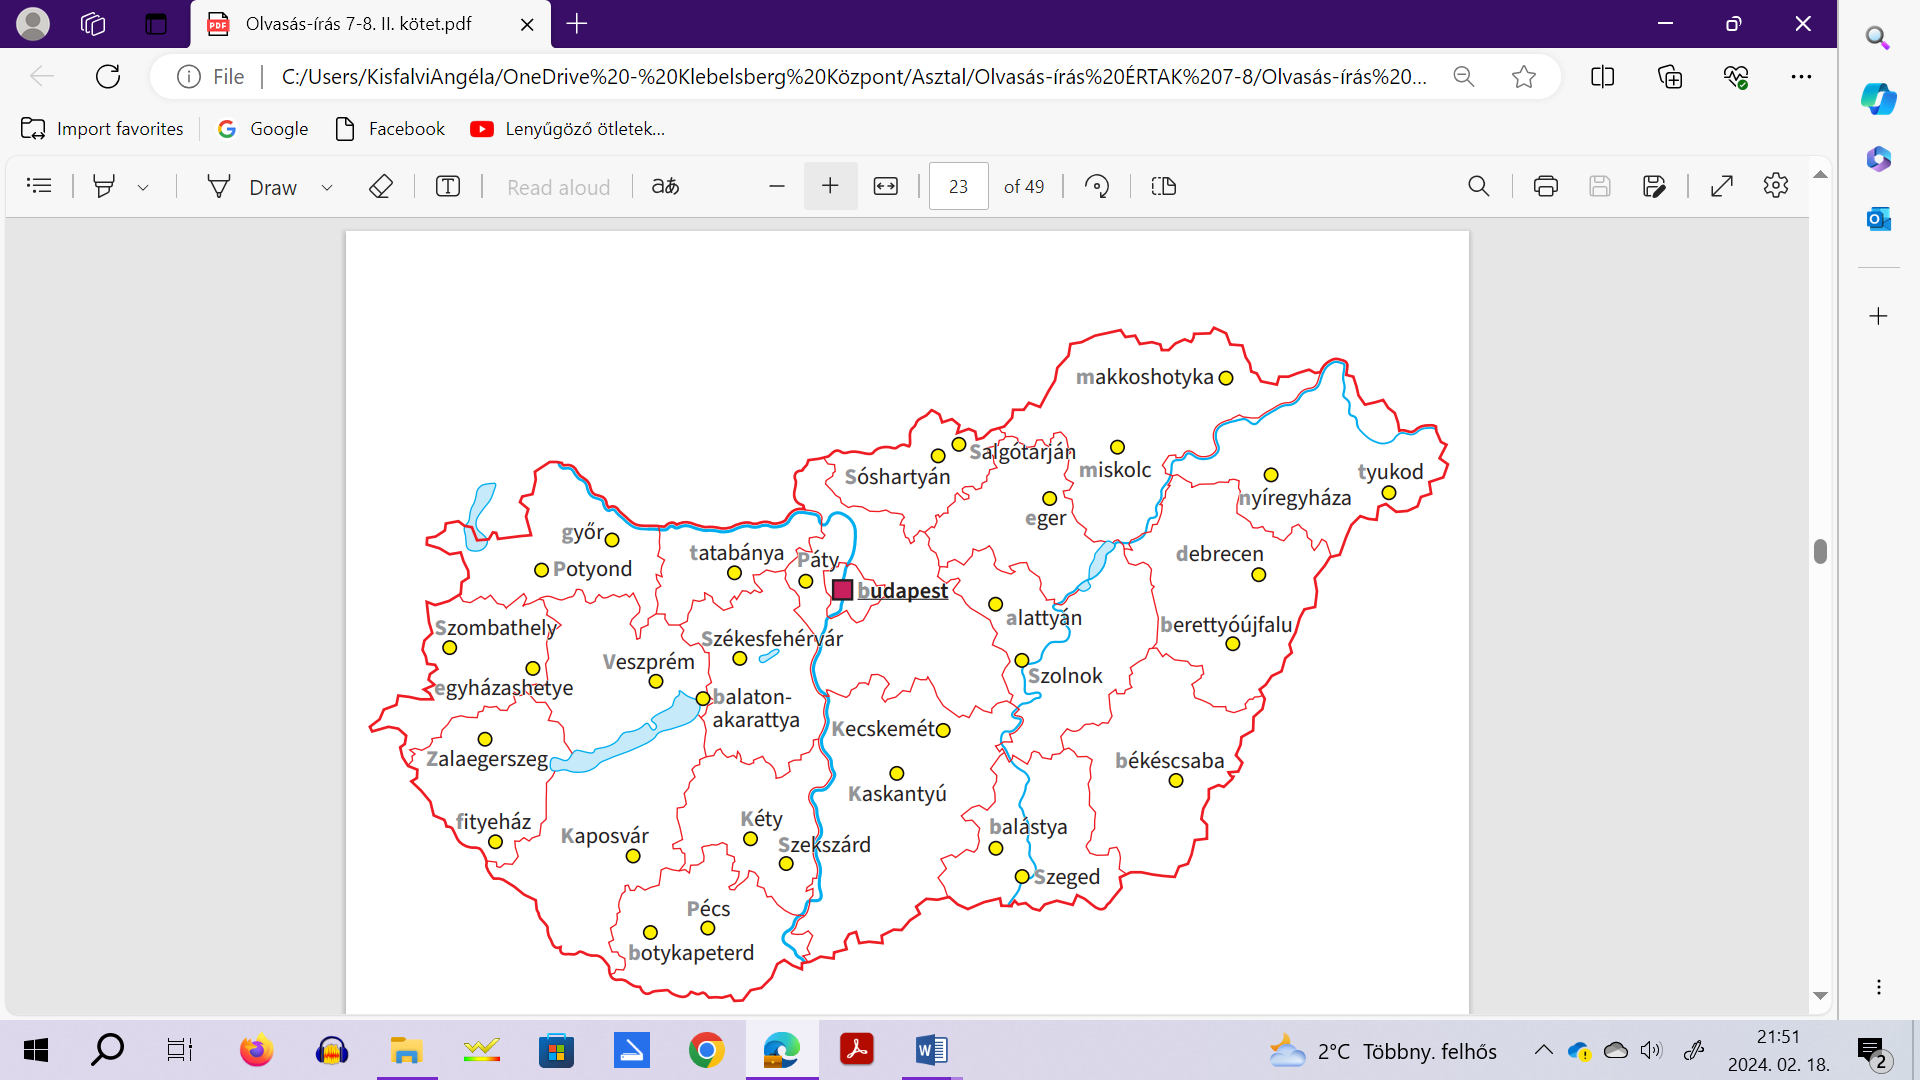 Olvasás-írás 7-8. II. kötet.pdf
File
C:/Users/KisfalviAngéla/OneDrive%20-%20Klebelsberg%20Központ/Asztal/Olvasás-írás%20ÉRTAK%207-8/Olvasás-írás%20...
Import favorites
Google
Facebook
Lenyűgöző ötletek...
Draw
Read aloud
aあ
23 of 49
makkoshotyka
Salgótarján
Sóshartyán
miskolc
tyukod
nyíregyháza
eger
győr
tatabánya
Páty
debrecen
Potyond
budapest
alattyán
berettyóújfalu
Szombathely
Székesfehérvár
Veszprém
Szolnok
egyházashetye
balaton-
akarattya
Kecskemét
Zalaegerszeg
békéscsaba
Kaskantyú
fityeház
Kéty
balástya
Kaposvár
Szekszárd
Szeged
Pécs
botykapeterd
2°C Többny. felhős
21:51
2024. 02. 18.
2